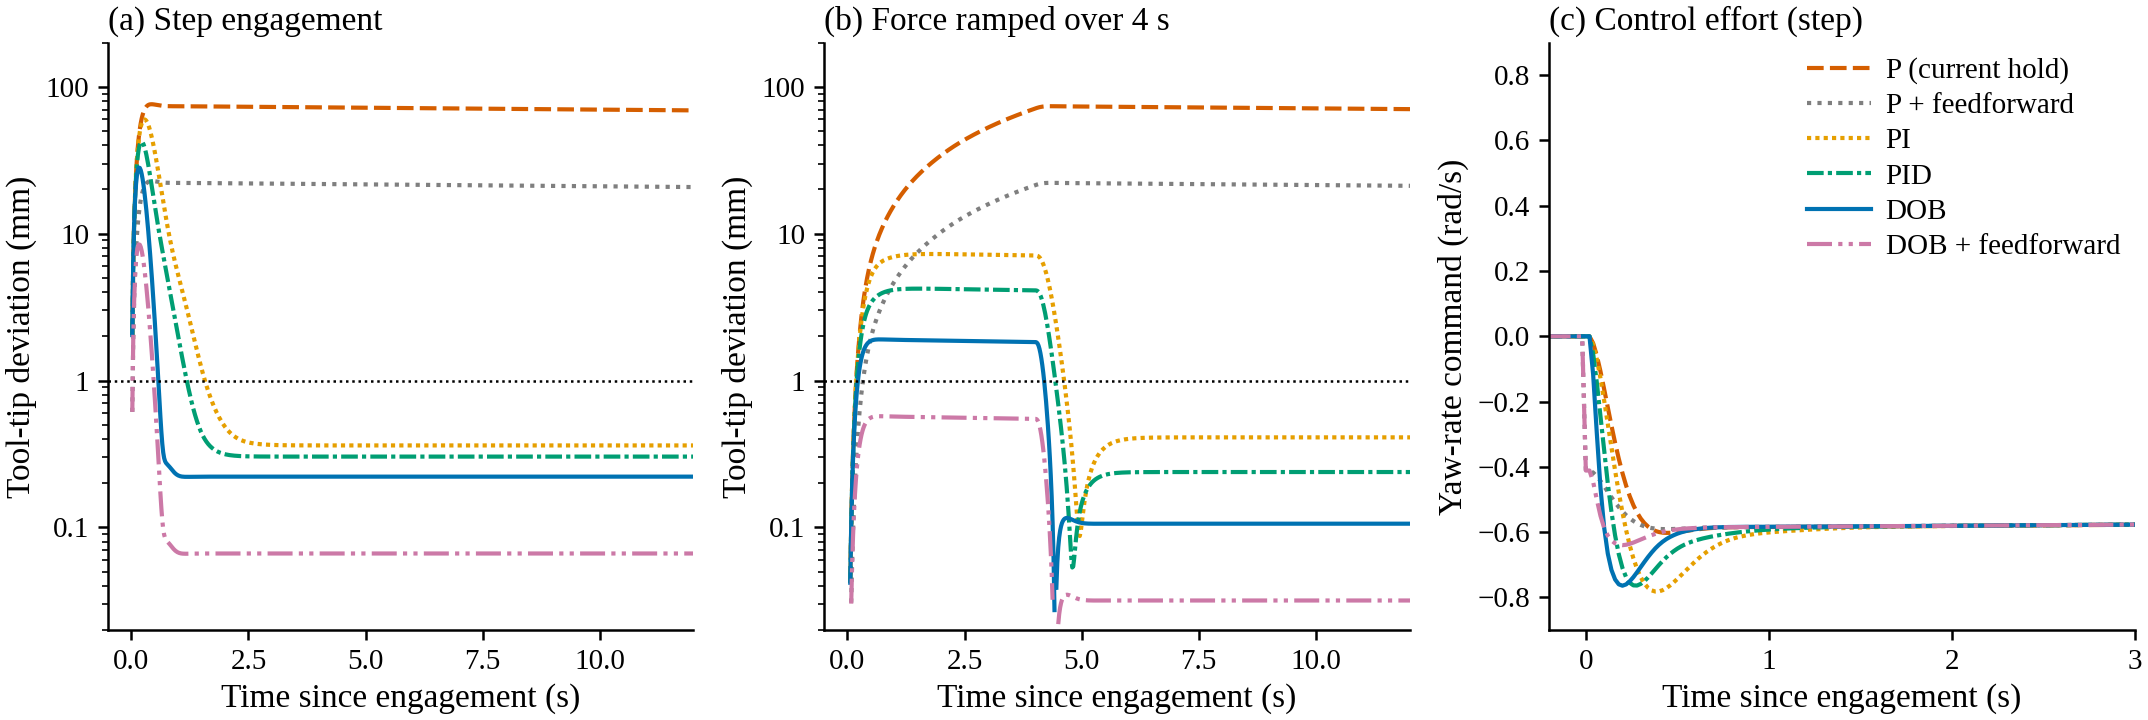 (a) Step engagement
Tool-tip deviation (mm)
100
10
1
0.1
0.0
2.5
5.0
7.5
10.0
Time since engagement (s)
(b) Force ramped over 4 s
Tool-tip deviation (mm)
100
10
1
0.1
0.0
2.5
5.0
7.5
10.0
Time since engagement (s)
(c) Control effort (step)
Yaw-rate command (rad/s)
0.8
0.6
0.4
0.2
0.0
−0.2
−0.4
−0.6
−0.8
P (current hold)
P + feedforward
PI
PID
DOB
DOB + feedforward
0
1
2
3
Time since engagement (s)